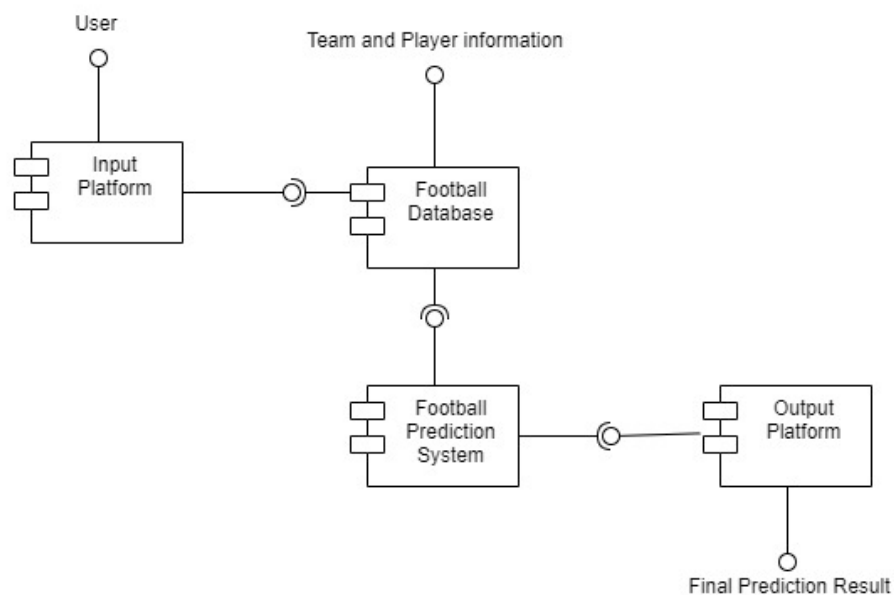 User
Team and Player information
Input
Platform
Football
Database
Football
Prediction
System
Output
Platform
Final Prediction Result